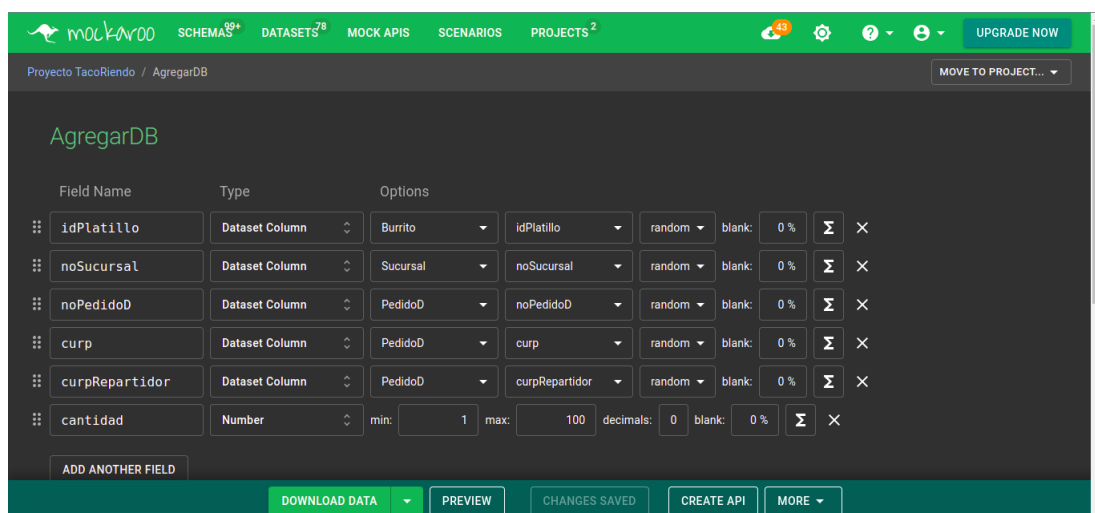 mockaroo SCHEMAS 99+ DATASETS 78 MOCK APIS SCENARIOS PROJECTS 2 43 ? UPGRADE NOW
Proyecto TacoRiendo / AgregarDB MOVE TO PROJECT...
AgregarDB
Field Name Type Options
idPlatillo Dataset Column Burrito idPlatillo random blank: 0 % Σ
noSucursal Dataset Column Sucursal noSucursal random blank: 0 % Σ
noPedidoD Dataset Column PedidoD noPedidoD random blank: 0 % Σ
curp Dataset Column PedidoD curp random blank: 0 % Σ
curpRepartidor Dataset Column PedidoD curpRepartidor random blank: 0 % Σ
cantidad Number min: 1 max: 100 decimals: 0 blank: 0 % Σ
ADD ANOTHER FIELD
DOWNLOAD DATA PREVIEW CHANGES SAVED CREATE API MORE